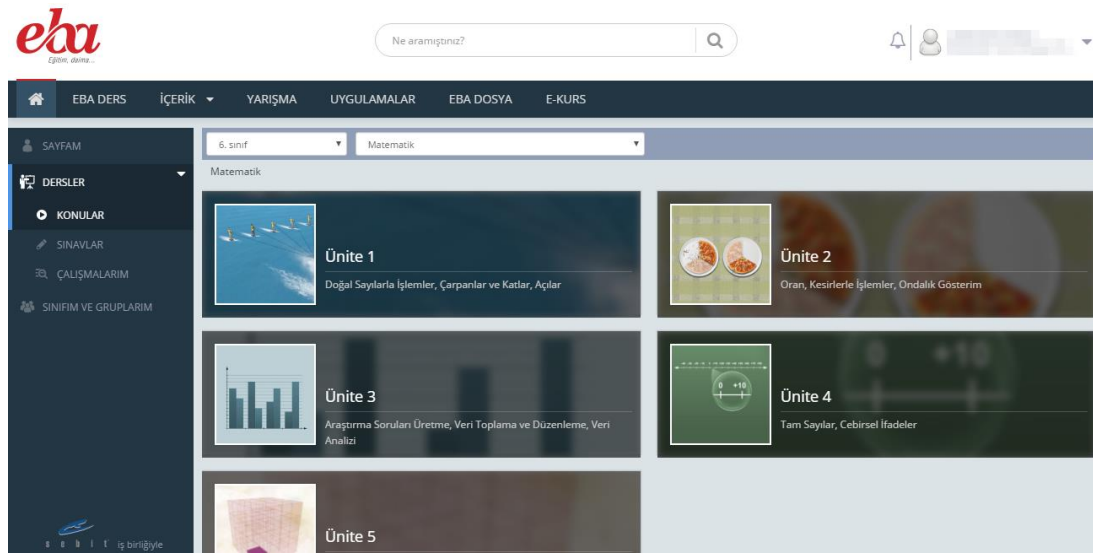 eba
Eğitim, daima...
Ne aramıştınız?
EBA DERS İÇERİK YARIŞMA UYGULAMALAR EBA DOSYA E-KURS
SAYFAM
DERSLER
KONULAR
SINAVLAR
ÇALIŞMALARIM
SINIFIM VE GRUPLARIM
sebit iş birliğiyle
6. sınıf Matematik
Matematik
Ünite 1
Doğal Sayılarla İşlemler, Çarpanlar ve Katlar, Açılar
Ünite 2
Oran, Kesirlerle İşlemler, Ondalık Gösterim
Ünite 3
Araştırma Soruları Üretme, Veri Toplama ve Düzenleme, Veri
Analizi
Ünite 4
0 +10
Tam Sayılar, Cebirsel İfadeler
Ünite 5